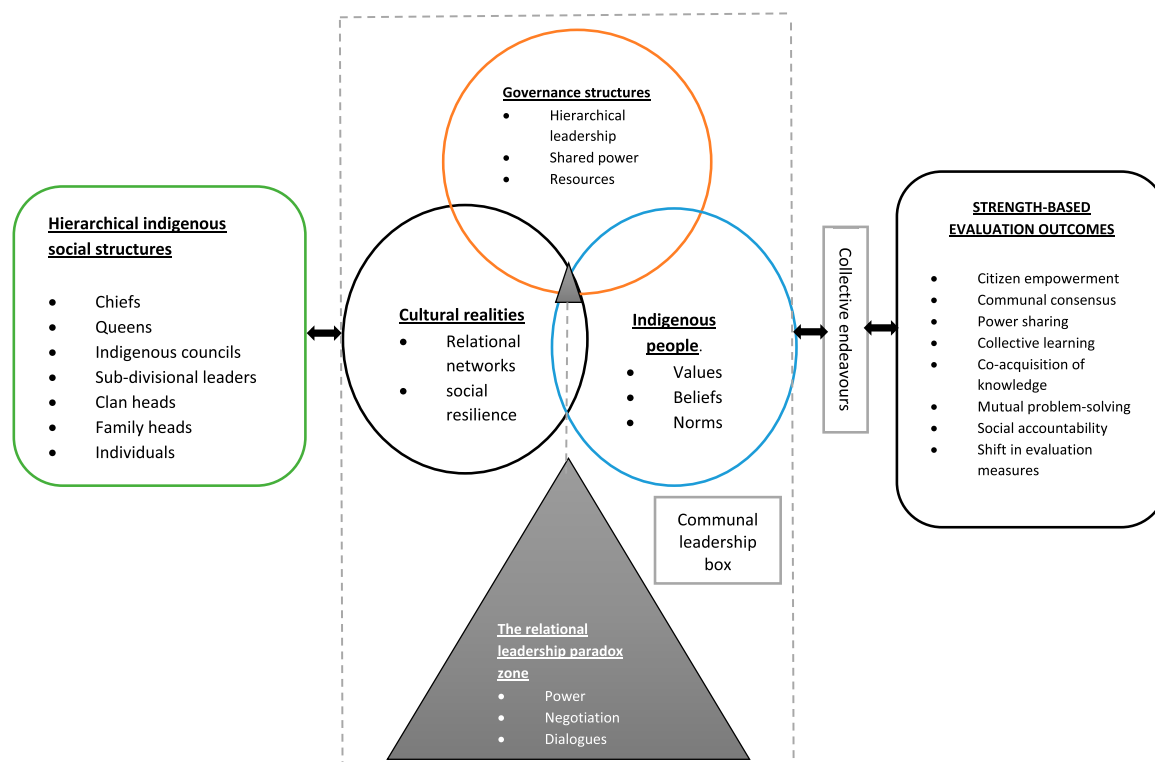 Governance structures
● Hierarchical
leadership
● Shared power
● Resources
Hierarchical indigenous
social structures
● Chiefs
● Queens
● Indigenous councils
● Sub-divisional leaders
● Clan heads
● Family heads
● Individuals
Cultural realities
● Relational
networks
● social
resilience
Indigenous
people.
● Values
● Beliefs
● Norms
Collective endeavours
STRENGTH-BASED
EVALUATION OUTCOMES
● Citizen empowerment
● Communal consensus
● Power sharing
● Collective learning
● Co-acquisition of
knowledge
● Mutual problem-solving
● Social accountability
● Shift in evaluation
measures
Communal
leadership
box
The relational
leadership paradox
zone
● Power
● Negotiation
● Dialogues